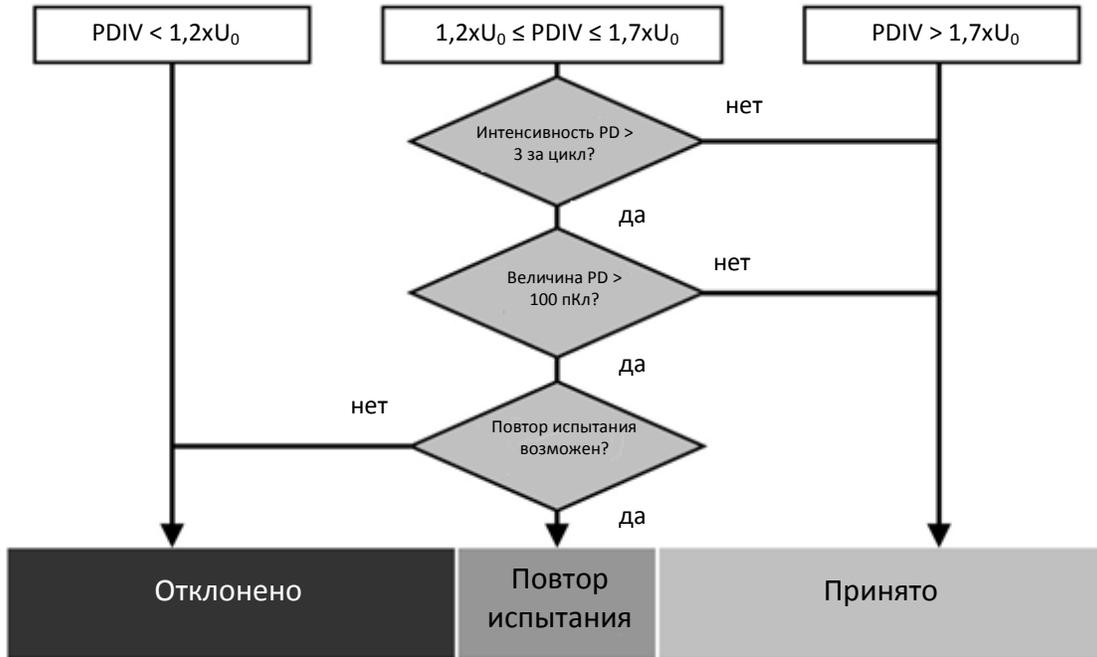 PDIV < 1,2xU₀
1,2xU₀ ≤ PDIV ≤ 1,7xU₀
PDIV > 1,7xU₀
Интенсивность PD >
3 за цикл?
нет
да
Величина PD >
100 пКл?
нет
да
Повтор испытания
возможен?
нет
да
Отклонено
Повтор
испытания
Принято